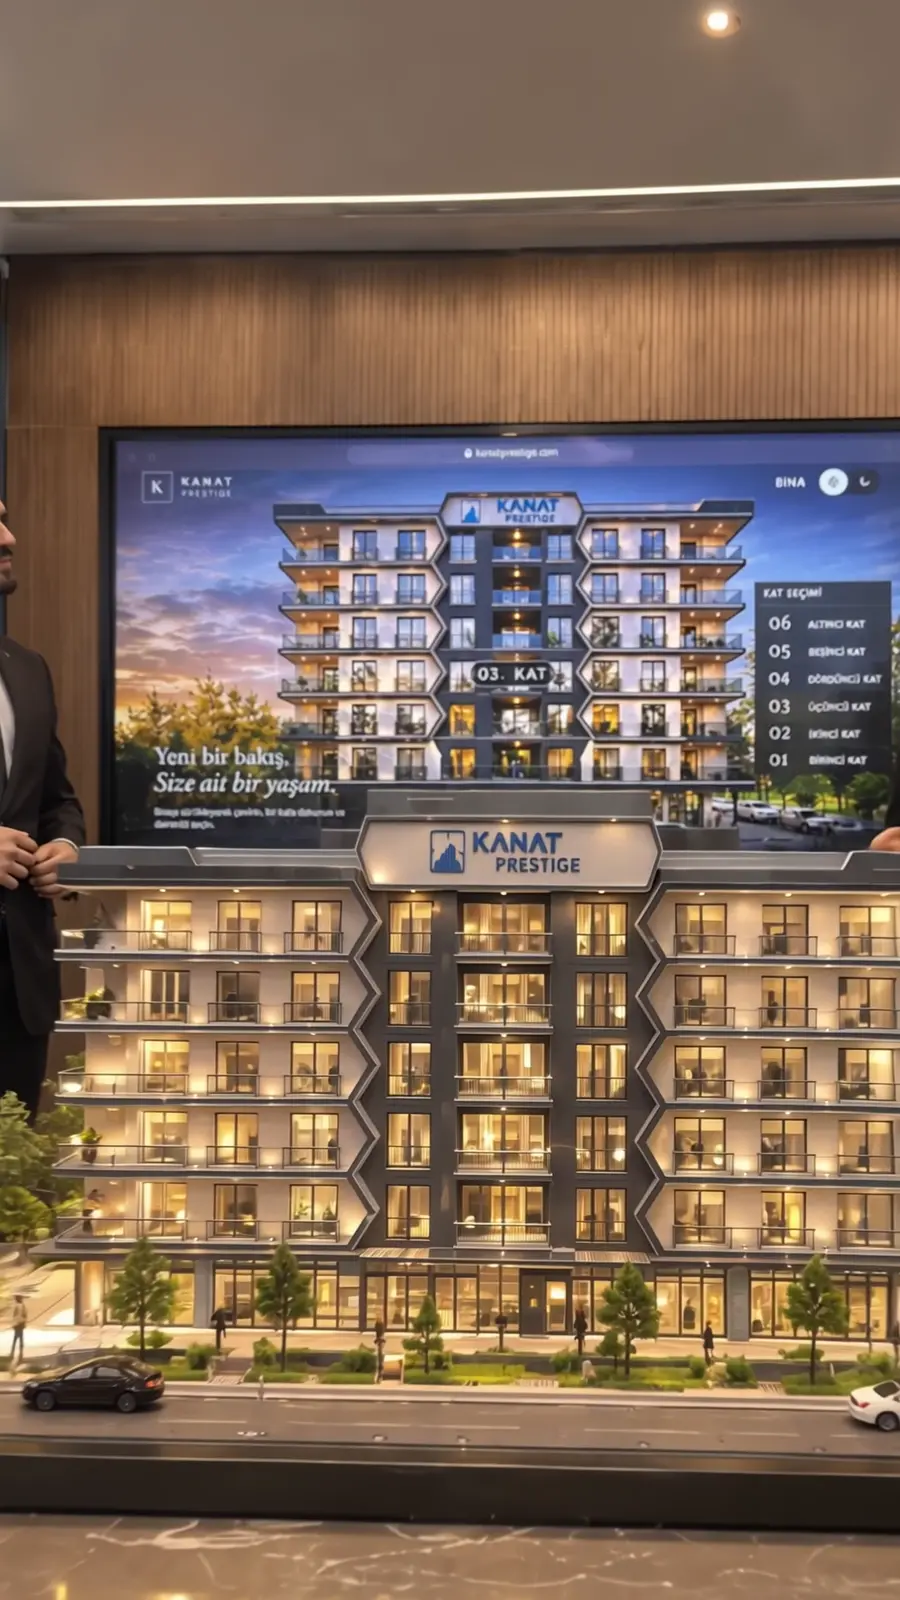 kanatprestige.com
K KANAT
PRESTIGE
BİNA
KANAT
PRESTIGE
KAT SEÇİMİ
06 ALTINCI KAT
05 BEŞİNCİ KAT
04 DÖRDÜNCÜ KAT
03 ÜÇÜNCÜ KAT
02 İKİNCİ KAT
01 BİRİNCİ KAT
03. KAT
Yeni bir bakış.
Size ait bir yaşam.
KANAT
PRESTIGE